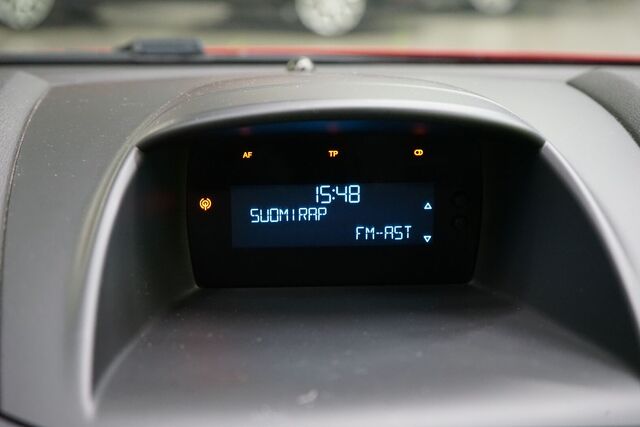 AF TP CD
15:48
SUOMIRAP
FM-AST